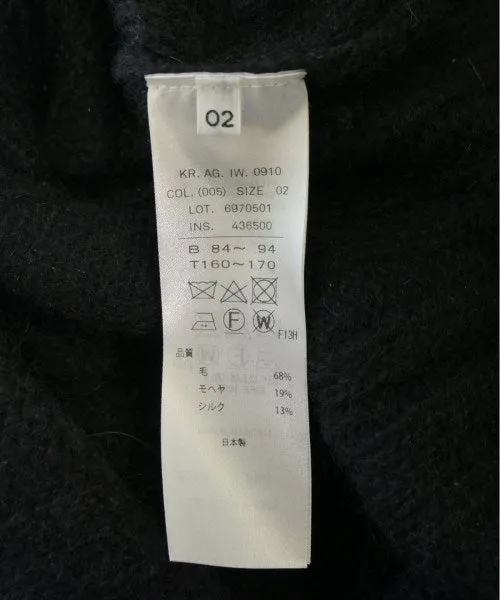 02
KR. AG. IW. 0910
COL. (005) SIZE 02
LOT. 6970501
INS. 436500
B 84～ 94
T160～170
F W
F13H
品質
毛 68%
モヘヤ 19%
シルク 13%
日本製